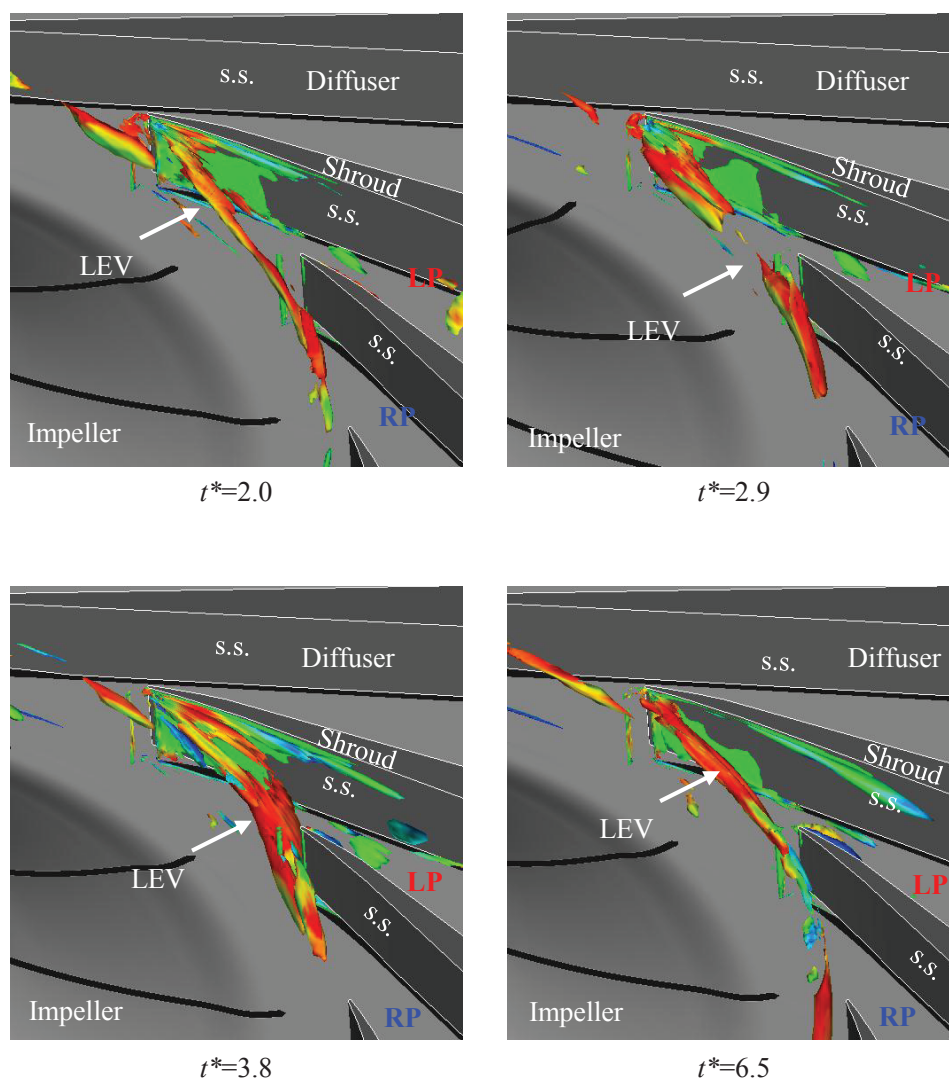 s.s. Diffuser
Shroud
s.s.
LEV
LP
s.s.
RP
Impeller
t*=2.0
s.s. Diffuser
Shroud
s.s.
LEV
LP
s.s.
RP
Impeller
t*=2.9
s.s. Diffuser
Shroud
s.s.
LEV
LP
s.s.
Impeller
RP
t*=3.8
s.s. Diffuser
Shroud
s.s.
LEV
LP
s.s.
Impeller
RP
t*=6.5